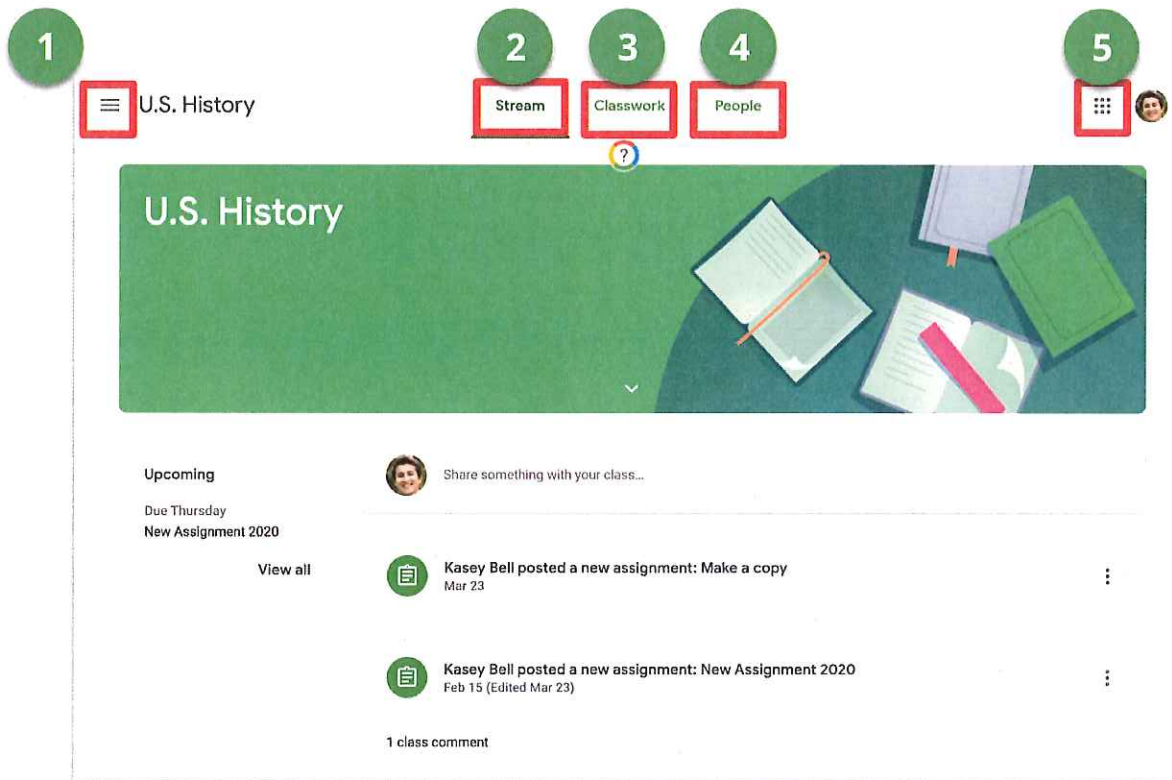 1
2
3
4
5
U.S. History
Stream
Classwork
People
?
U.S. History
Upcoming
Due Thursday
New Assignment 2020
View all
Share something with your class...
Kasey Bell posted a new assignment: Make a copy
Mar 23
Kasey Bell posted a new assignment: New Assignment 2020
Feb 15 (Edited Mar 23)
1 class comment